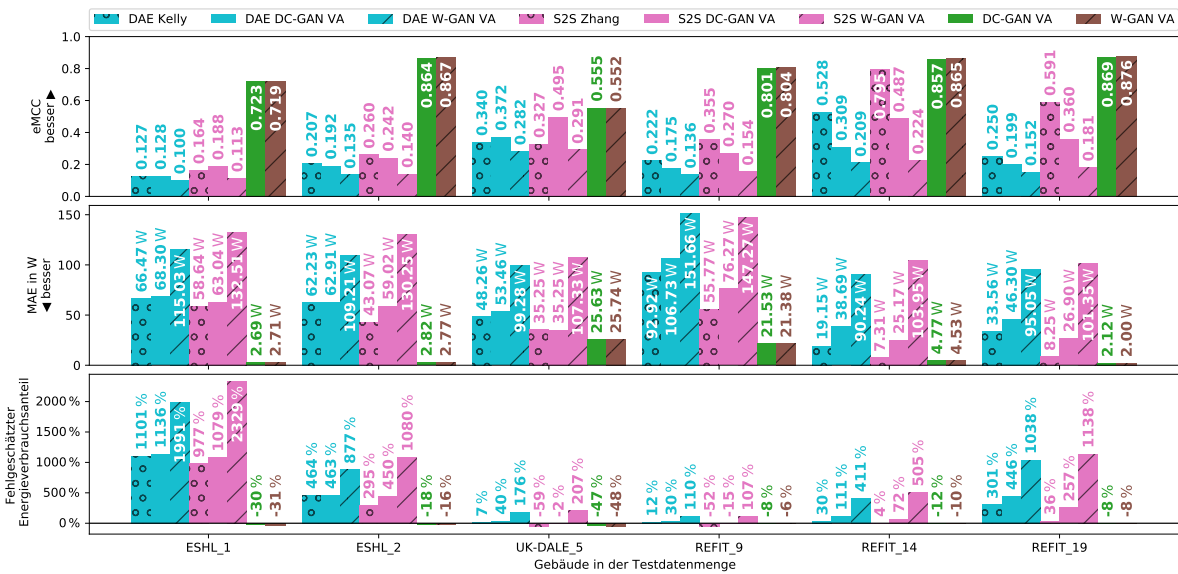 DAE Kelly DAE DC-GAN VA DAE W-GAN VA S2S Zhang S2S DC-GAN VA S2S W-GAN VA DC-GAN VA W-GAN VA
eMCC
besser ▶
1.0
0.8
0.6
0.4
0.2
0.0
0.127 0.128 0.100 0.164 0.188 0.113 0.723 0.719
0.207 0.192 0.135 0.260 0.242 0.140 0.864 0.867
0.340 0.372 0.282 0.327 0.495 0.291 0.555 0.552
0.222 0.175 0.136 0.355 0.270 0.154 0.801 0.804
0.528 0.309 0.209 0.795 0.487 0.224 0.857 0.865
0.250 0.199 0.152 0.591 0.360 0.181 0.869 0.876
MAE in W
◀ besser
150
100
50
0
66.47 W 68.30 W 115.03 W 58.64 W 63.04 W 132.51 W 2.69 W 2.71 W
62.23 W 62.91 W 109.21 W 43.07 W 59.02 W 130.25 W 2.82 W 2.77 W
48.26 W 53.46 W 99.28 W 35.25 W 35.25 W 107.33 W 25.63 W 25.74 W
92.92 W 106.73 W 151.66 W 55.77 W 76.27 W 147.27 W 21.53 W 21.38 W
19.15 W 38.69 W 90.24 W 7.31 W 25.17 W 103.95 W 4.77 W 4.53 W
33.56 W 46.30 W 95.05 W 8.25 W 26.90 W 101.35 W 2.12 W 2.00 W
Fehlgeschätzter
Energieverbrauchsanteil
2000 %
1500 %
1000 %
500 %
0 %
1101 % 1136 % 1991 % 977 % 1079 % 2329 % -30 % -31 %
464 % 463 % 877 % 295 % 450 % 1080 % -18 % -16 %
7 % 40 % 176 % -59 % -2 % 207 % -47 % -48 %
12 % 30 % 110 % -52 % -15 % 107 % -8 % -6 %
30 % 111 % 411 % 4 % 72 % 505 % -12 % -10 %
301 % 446 % 1038 % 36 % 257 % 1138 % -8 % -8 %
ESHL_1 ESHL_2 UK-DALE_5 REFIT_9 REFIT_14 REFIT_19
Gebäude in der Testdatenmenge